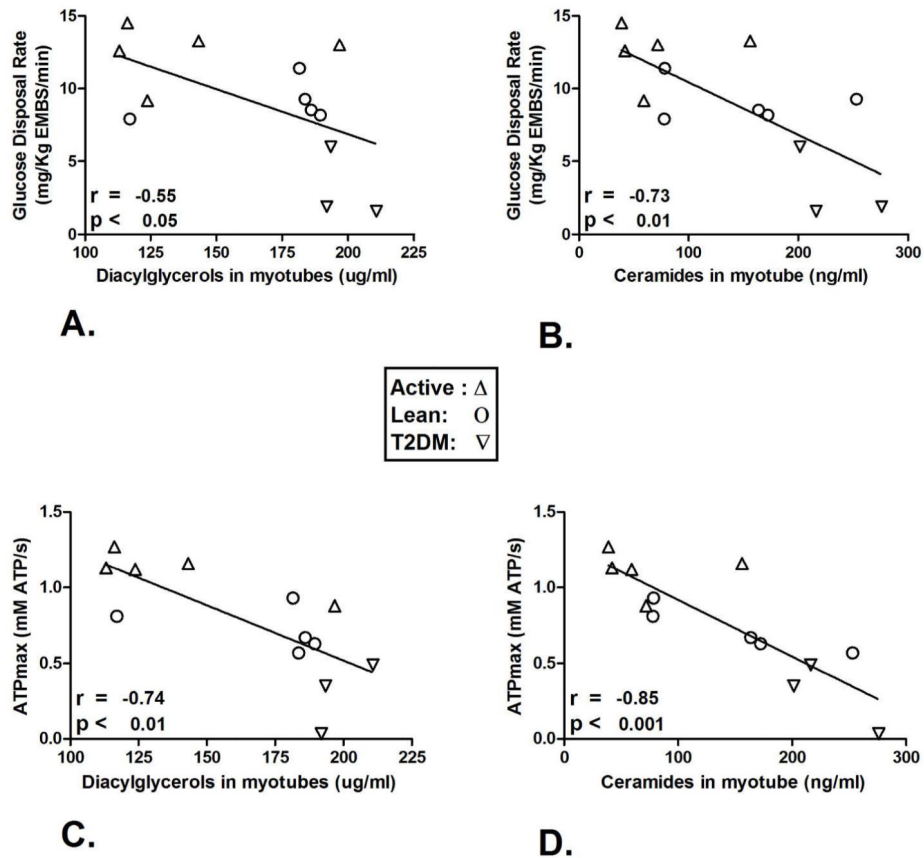 15
10
5
0
Glucose Disposal Rate
(mg/Kg EMBS/min)
r = -0.55
p < 0.05
100 125 150 175 200 225
Diacylglycerols in myotubes (ug/ml)
A.
15
10
5
0
Glucose Disposal Rate
(mg/Kg EMBS/min)
r = -0.73
p < 0.01
0 100 200 300
Ceramides in myotube (ng/ml)
B.
Active : △
Lean: O
T2DM: ▽
1.5
1.0
0.5
0.0
ATPmax (mM ATP/s)
r = -0.74
p < 0.01
100 125 150 175 200 225
Diacylglycerols in myotubes (ug/ml)
C.
1.5
1.0
0.5
0.0
ATPmax (mM ATP/s)
r = -0.85
p < 0.001
0 100 200 300
Ceramides in myotube (ng/ml)
D.